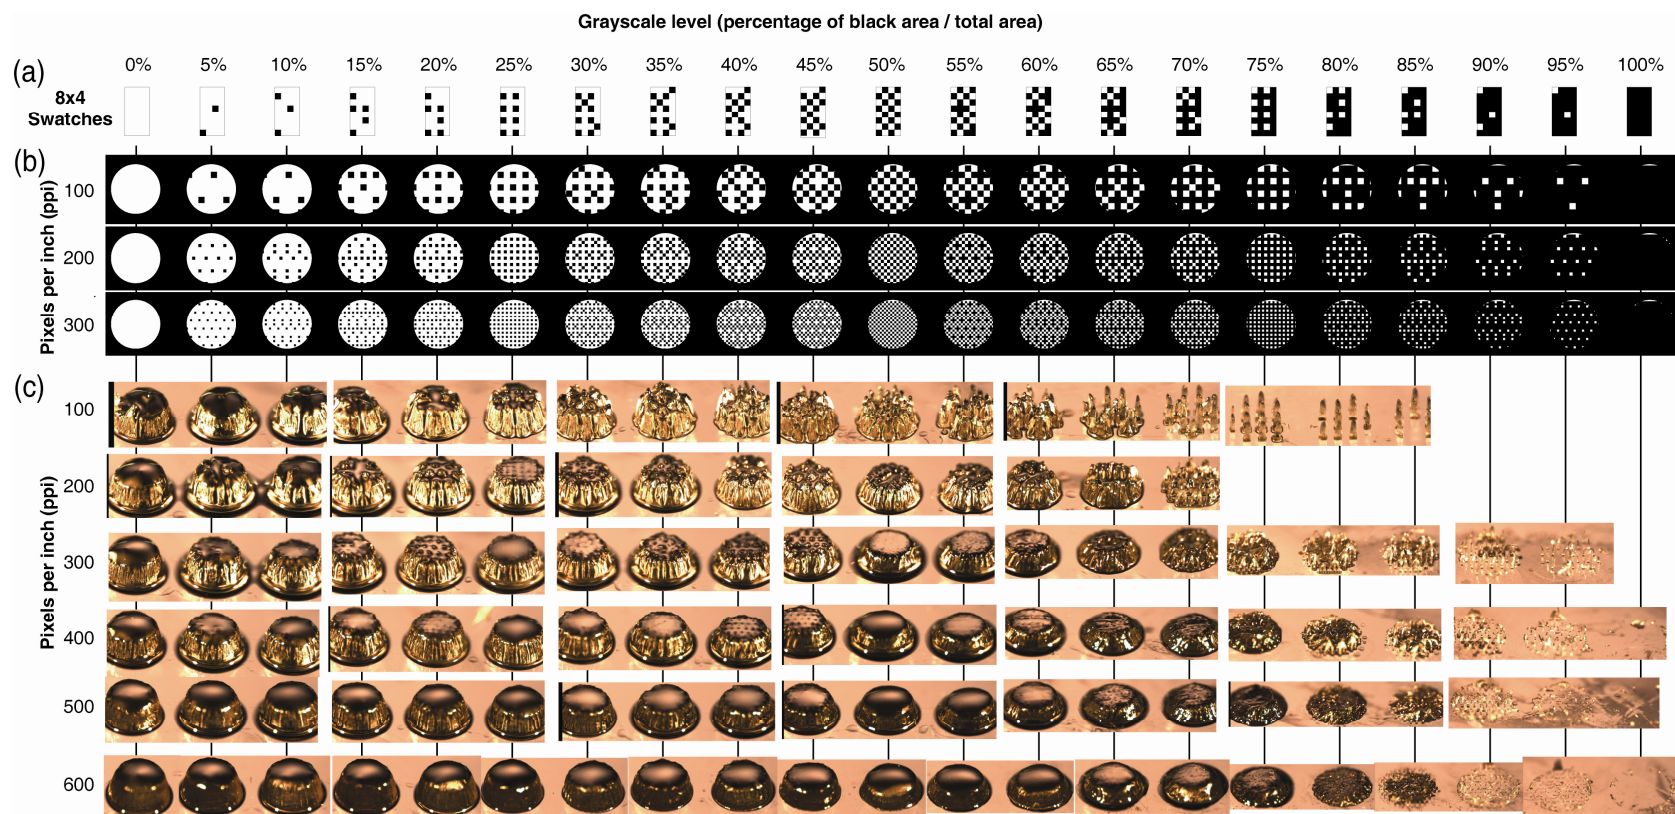 Grayscale level (percentage of black area / total area)
(a)
0% 5% 10% 15% 20% 25% 30% 35% 40% 45% 50% 55% 60% 65% 70% 75% 80% 85% 90% 95% 100%
8x4
Swatches
(b)
Pixels per inch (ppi)
100
200
300
(c)
Pixels per inch (ppi)
100
200
300
400
500
600